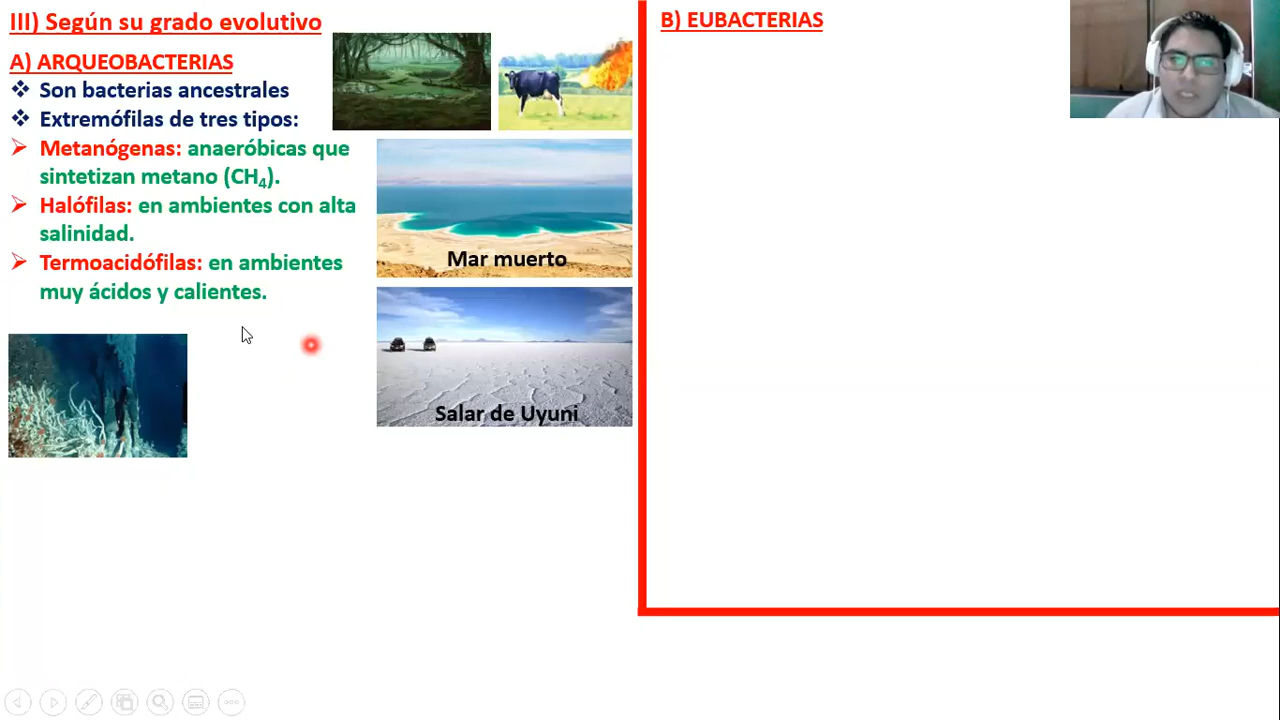 III) Según su grado evolutivo
A) ARQUEOBACTERIAS
❖ Son bacterias ancestrales
❖ Extremófilas de tres tipos:
➢ Metanógenas: anaeróbicas que
sintetizan metano (CH₄).
➢ Halófilas: en ambientes con alta
salinidad.
➢ Termoacidófilas: en ambientes
muy ácidos y calientes.
Mar muerto
Salar de Uyuni
B) EUBACTERIAS